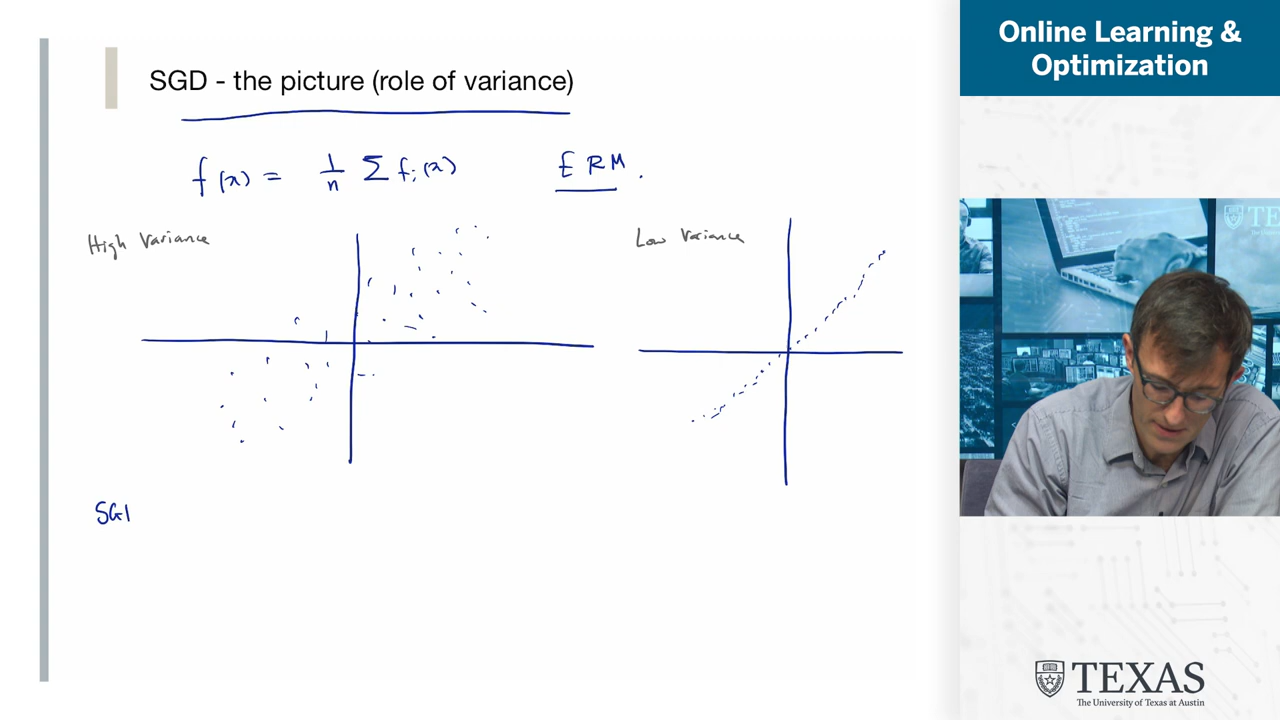 SGD - the picture (role of variance)
f(x) = 1/n Σ fᵢ(x)
ERM.
High Variance
Low Variance
SGI
Online Learning &
Optimization
TEXAS
TEXAS
The University of Texas at Austin